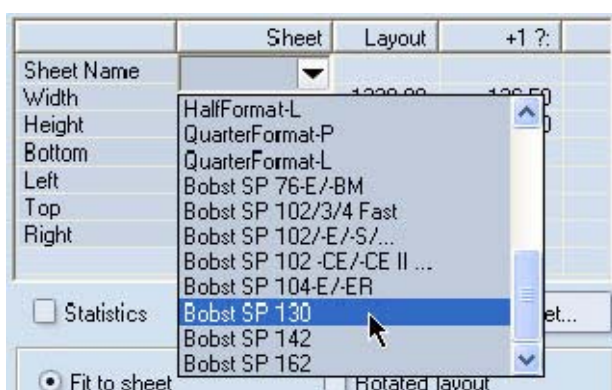 Sheet Layout +1 ?:
Sheet Name
Width
Height
Bottom
Left
Top
Right
HalfFormat-L
QuarterFormat-P
QuarterFormat-L
Bobst SP 76-E/-BM
Bobst SP 102/3/4 Fast
Bobst SP 102/-E/-S/...
Bobst SP 102 -CE/-CE II ...
Bobst SP 104-E/-ER
Bobst SP 130
Bobst SP 142
Bobst SP 162
Statistics et...
Fit to sheet Rotated layout